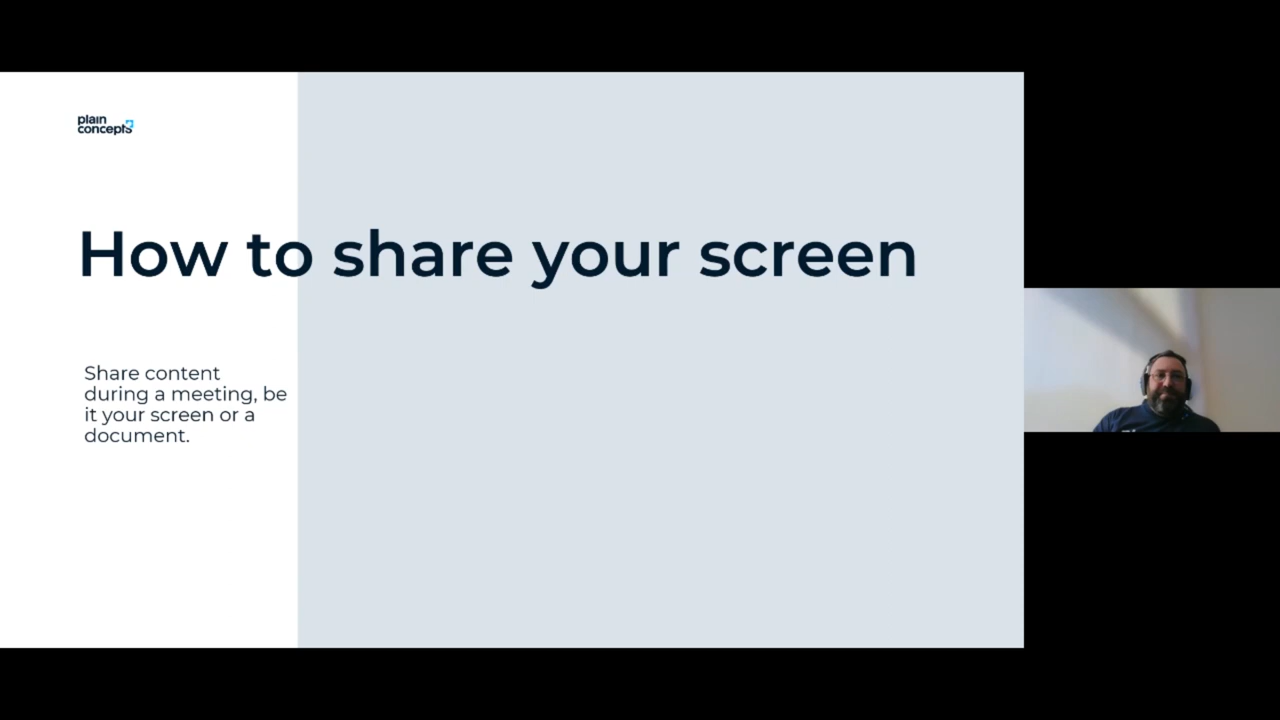 plain
concepts
How to share your screen
Share content
during a meeting, be
it your screen or a
document.